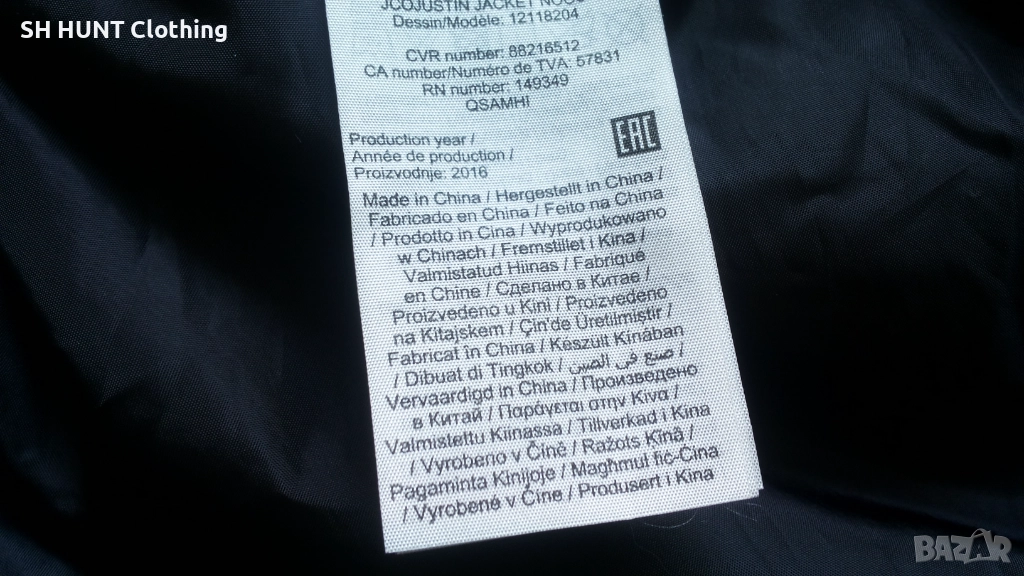 SH HUNT Clothing
JCOJUSTIN JACKET NOOS
Dessin/Modèle: 12118204
CVR number: 88216512
CA number/Numéro de TVA: 57831
RN number: 149349
QSAMHI
EAC
Production year /
Année de production /
Proizvodnje: 2016
Made in China / Hergestellt in China /
Fabricado en China / Feito na China
/ Prodotto in Cina / Wyprodukowano
w Chinach / Fremstillet i Kina /
Valmistatud Hiinas / Fabriqué
en Chine / Сделано в Китае /
Proizvedeno u Kini / Proizvedeno
na Kitajskem / Çin'de Üretilmistir /
Fabricat în China / Készült Kínában
/ Dibuat di Tingkok / صنع في الصين /
Vervaardigd in China / Произведено
в Китай / Παράγεται στην Κίνα /
Valmistettu Kiinassa / Tillverkad i Kina
/ Vyrobeno v Číně / Ražots Ķīnā /
Pagaminta Kinijoje / Maghmul fic-Cina
/ Vyrobené v Číne / Produsert i Kina
BAZAR